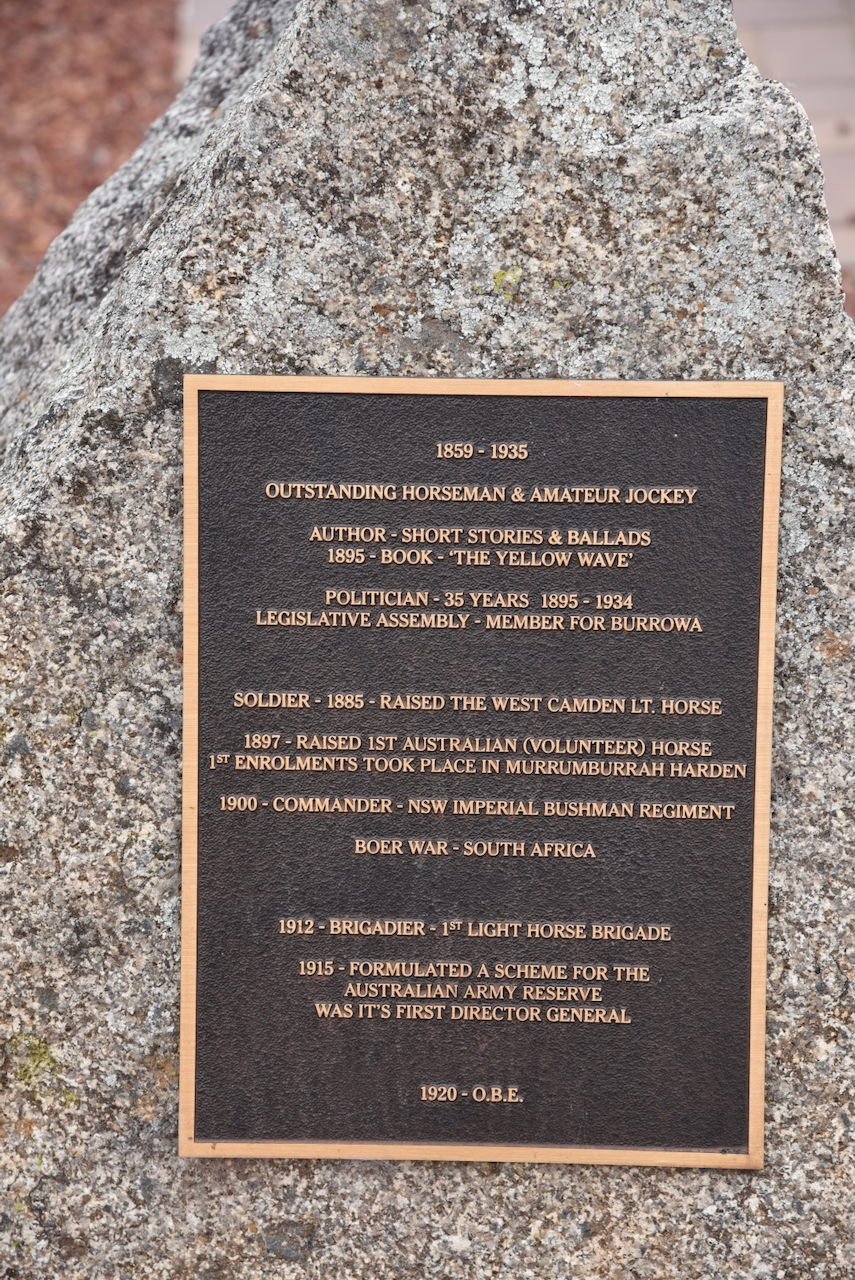 1859 - 1935
OUTSTANDING HORSEMAN & AMATEUR JOCKEY
AUTHOR - SHORT STORIES & BALLADS
1895 - BOOK - 'THE YELLOW WAVE'
POLITICIAN - 35 YEARS 1895 - 1934
LEGISLATIVE ASSEMBLY - MEMBER FOR BURROWA
SOLDIER - 1885 - RAISED THE WEST CAMDEN LT. HORSE
1897 - RAISED 1ST AUSTRALIAN (VOLUNTEER) HORSE
1ST ENROLMENTS TOOK PLACE IN MURRUMBURRAH HARDEN
1900 - COMMANDER - NSW IMPERIAL BUSHMAN REGIMENT
BOER WAR - SOUTH AFRICA
1912 - BRIGADIER - 1ST LIGHT HORSE BRIGADE
1915 - FORMULATED A SCHEME FOR THE
AUSTRALIAN ARMY RESERVE
WAS IT'S FIRST DIRECTOR GENERAL
1920 - O.B.E.